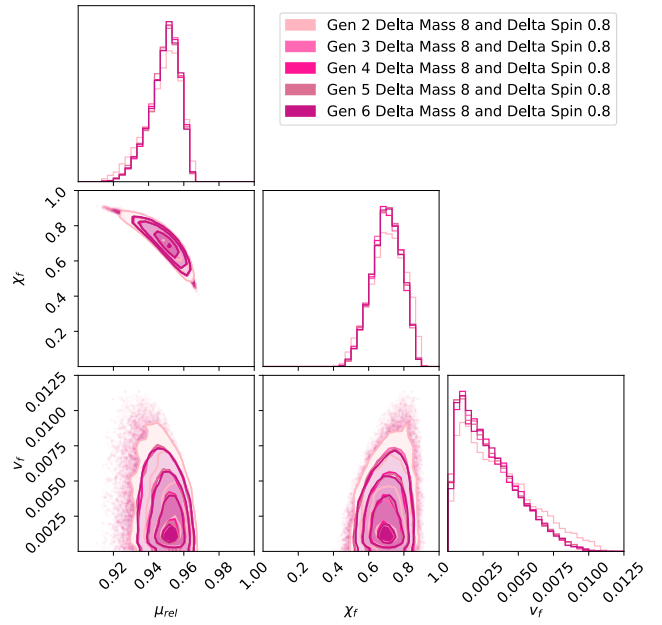 Gen 2 Delta Mass 8 and Delta Spin 0.8
Gen 3 Delta Mass 8 and Delta Spin 0.8
Gen 4 Delta Mass 8 and Delta Spin 0.8
Gen 5 Delta Mass 8 and Delta Spin 0.8
Gen 6 Delta Mass 8 and Delta Spin 0.8
1.0
0.8
0.6
0.4
0.2
χ_f
0.0125
0.0100
0.0075
0.0050
0.0025
v_f
0.92 0.94 0.96 0.98 1.00
μ_rel
0.2 0.4 0.6 0.8 1.0
χ_f
0.0025 0.0050 0.0075 0.0100 0.0125
v_f